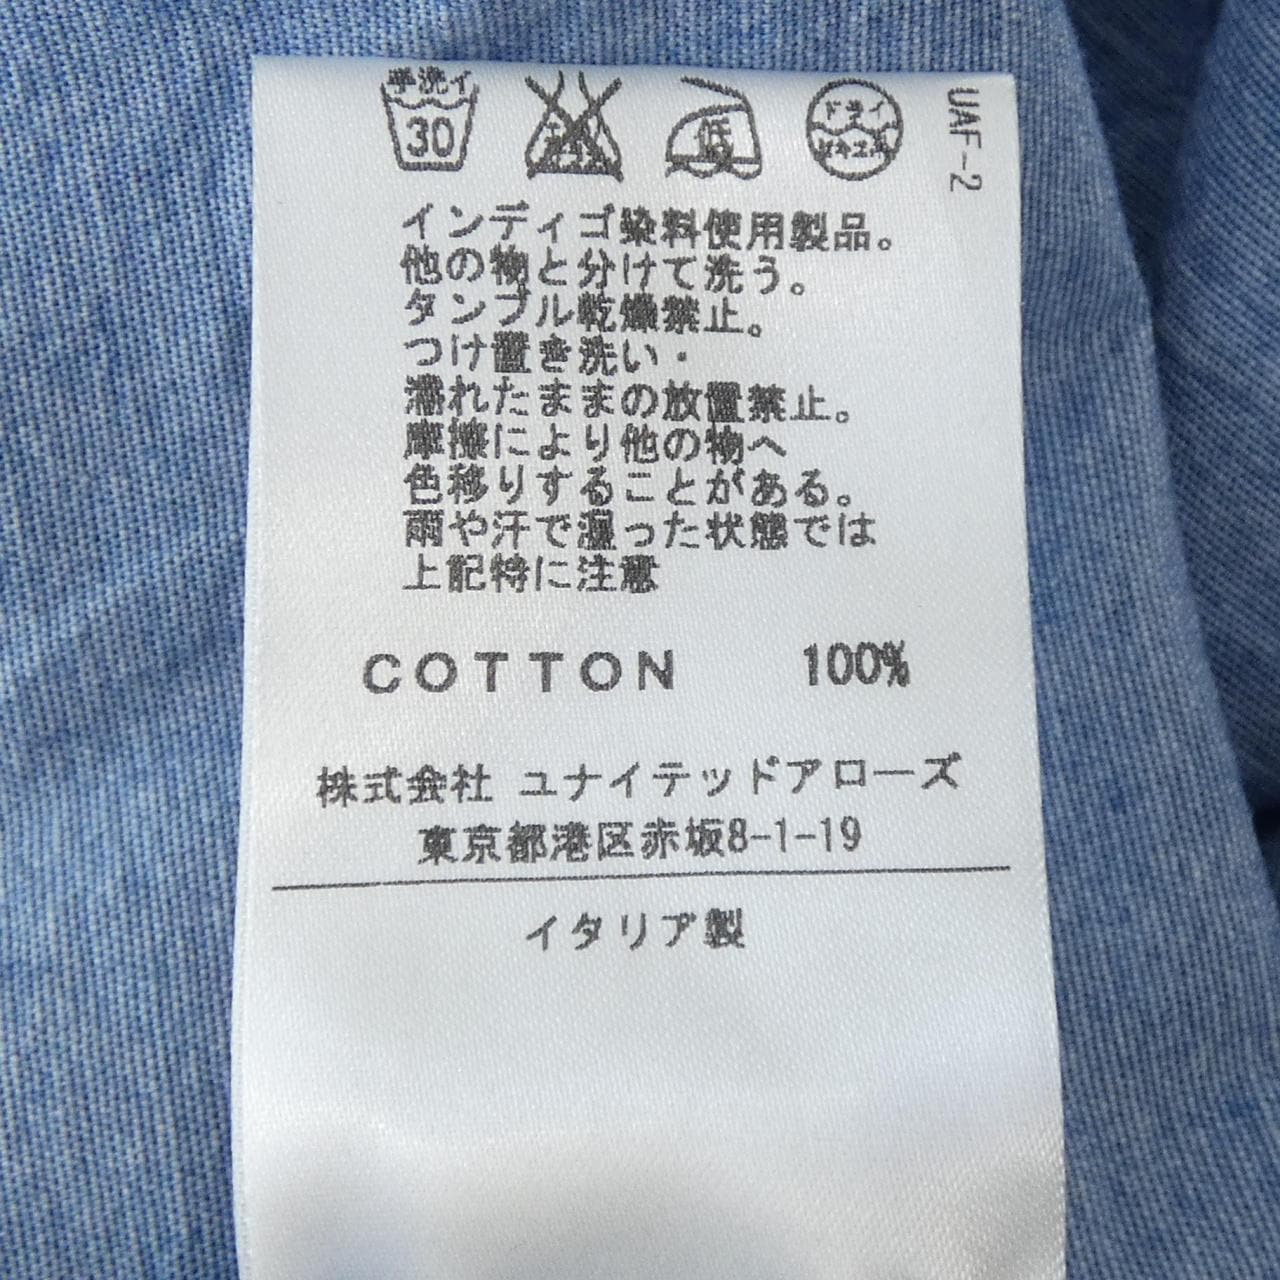 手洗イ
30
低
ドライ
セキユ系
UAF-2
インディゴ染料使用製品。
他の物と分けて洗う。
タンブル乾燥禁止。
つけ置き洗い・
濡れたままの放置禁止。
摩擦により他の物へ
色移りすることがある。
雨や汗で湿った状態では
上記特に注意
COTTON 100%
株式会社 ユナイテッドアローズ
東京都港区赤坂8-1-19
イタリア製